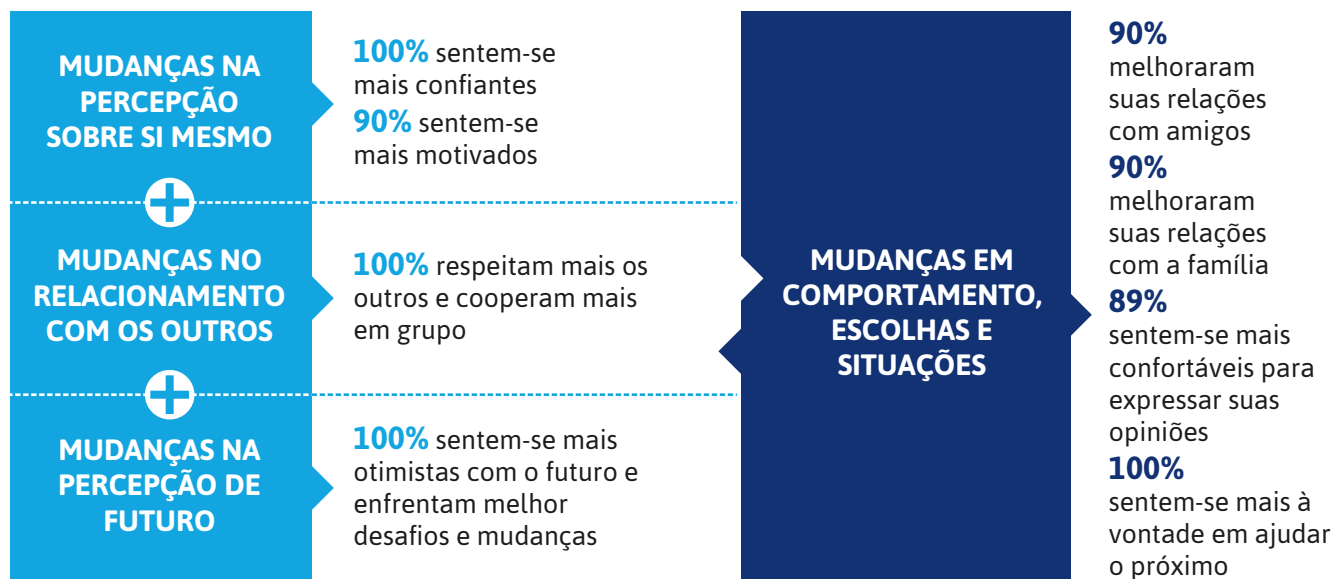 MUDANÇAS NA
PERCEPÇÃO
SOBRE SI MESMO
100% sentem-se
mais confiantes
90% sentem-se
mais motivados
MUDANÇAS NO
RELACIONAMENTO
COM OS OUTROS
100% respeitam mais os
outros e cooperam mais
em grupo
MUDANÇAS NA
PERCEPÇÃO DE
FUTURO
100% sentem-se mais
otimistas com o futuro e
enfrentam melhor
desafios e mudanças
MUDANÇAS EM
COMPORTAMENTO,
ESCOLHAS E
SITUAÇÕES
90%
melhoraram
suas relações
com amigos
90%
melhoraram
suas relações
com a família
89%
sentem-se mais
confortáveis para
expressar suas
opiniões
100%
sentem-se mais à
vontade em ajudar
o próximo